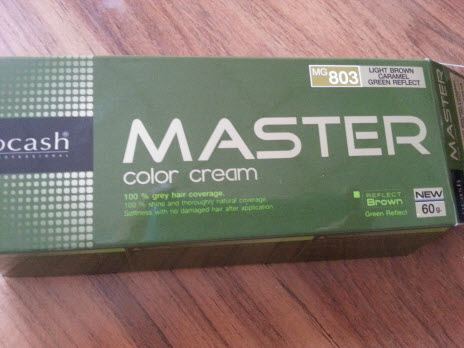 MG 803
LIGHT BROWN
CARAMEL
GREEN REFLECT
ocash®
PROFESSIONAL
MASTER
color cream
100 % grey hair coverage.
100 % shine and thoroughly natural coverage.
Softness with no damaged hair after application.
REFLECT
Brown
Green Reflect
NEW
60g.
MASTER